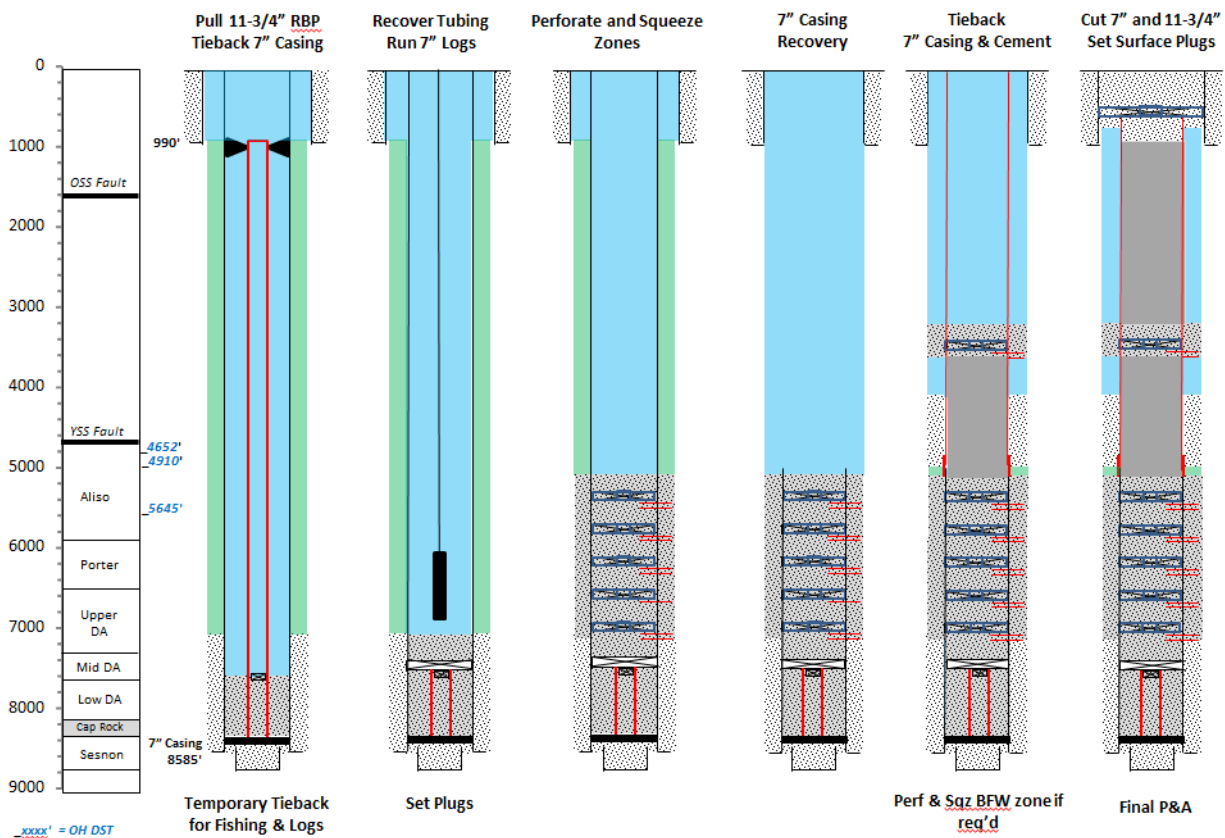 Pull 11-3/4” RBP
Tieback 7” Casing
Recover Tubing
Run 7” Logs
Perforate and Squeeze
Zones
7” Casing
Recovery
Tieback
7” Casing & Cement
Cut 7” and 11-3/4”
Set Surface Plugs
0
1000
2000
3000
4000
5000
6000
7000
8000
9000
990'
OSS Fault
YSS Fault
_4652'
_4910'
_5645'
Aliso
Porter
Upper
DA
Mid DA
Low DA
Cap Rock
Sesnon
7” Casing
8585'
_xxxx' = OH DST
Temporary Tieback
for Fishing & Logs
Set Plugs
Perf & Sqz BFW zone if
req’d
Final P&A